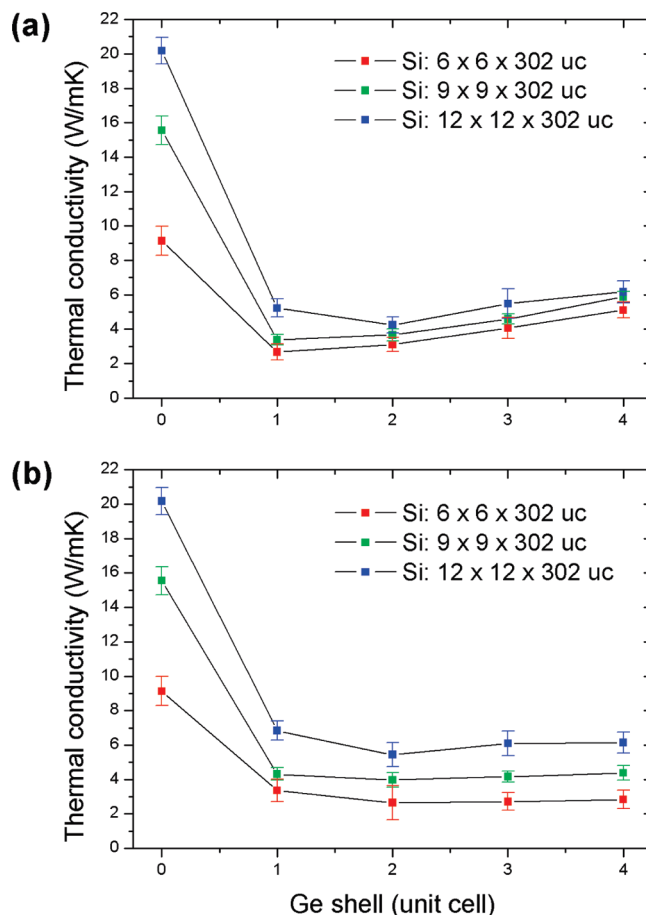 (a)
22
20
18
16
14
12
10
8
6
4
2
0
Thermal conductivity (W/mK)
Si: 6 x 6 x 302 uc
Si: 9 x 9 x 302 uc
Si: 12 x 12 x 302 uc
0 1 2 3 4
(b)
22
20
18
16
14
12
10
8
6
4
2
0
Thermal conductivity (W/mK)
Si: 6 x 6 x 302 uc
Si: 9 x 9 x 302 uc
Si: 12 x 12 x 302 uc
0 1 2 3 4
Ge shell (unit cell)